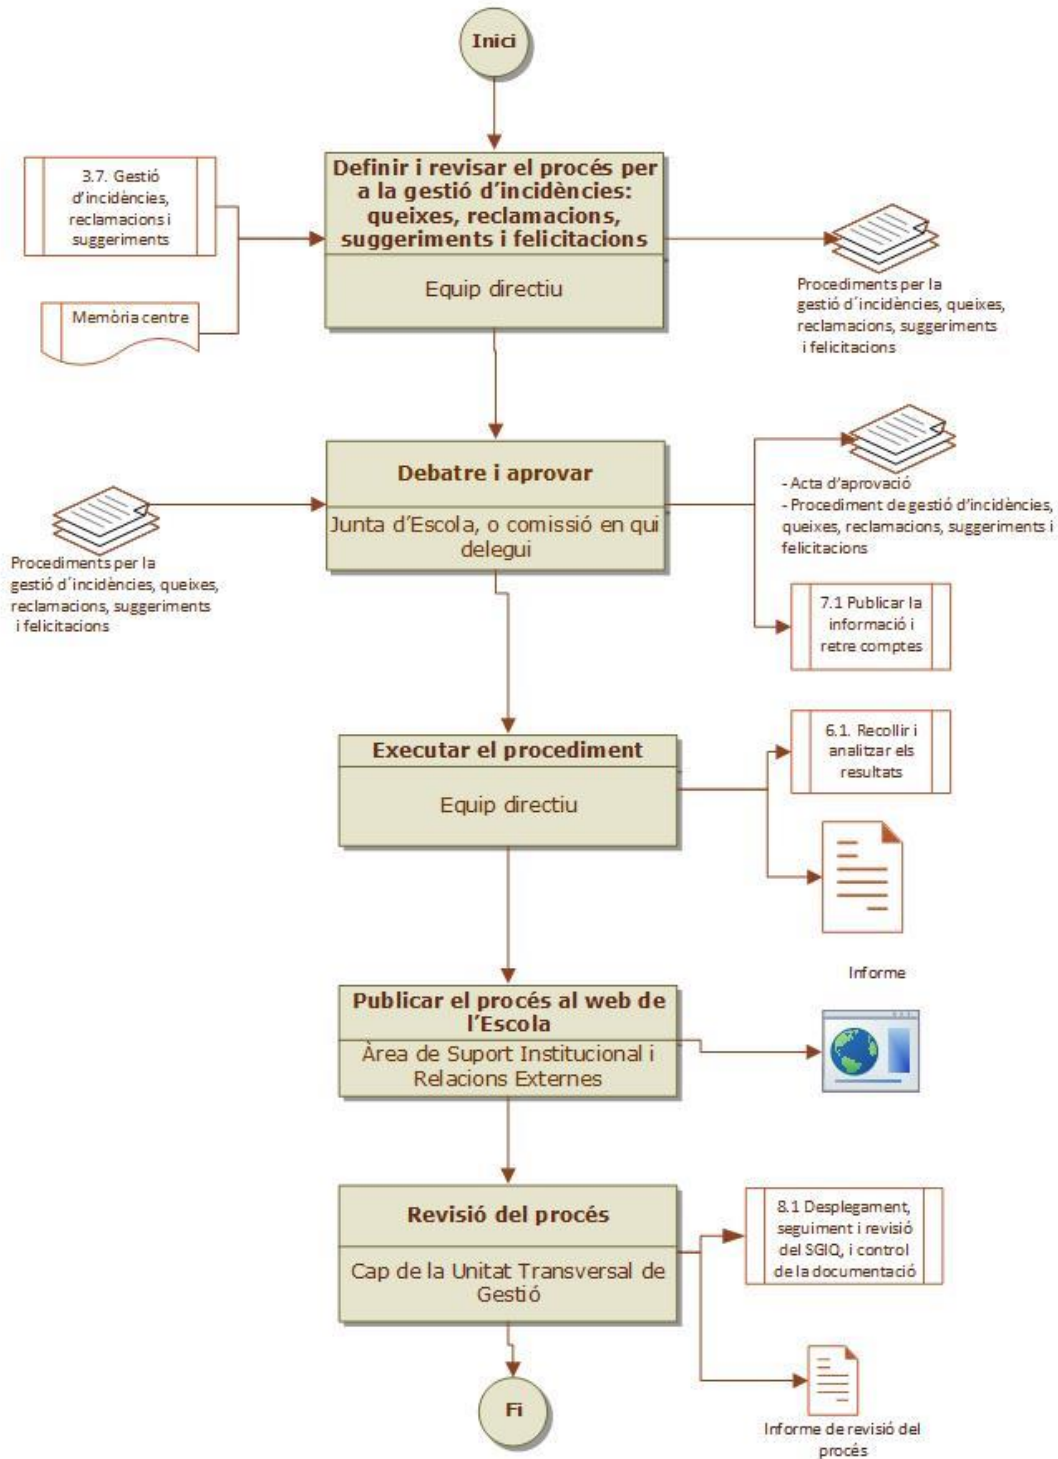 Inici
Definir i revisar el procés per
a la gestió d'incidències:
queixes, reclamacions,
suggeriments i felicitacions
Equip directiu
3.7. Gestió
d'incidències,
reclamacions i
suggeriments
Memòria centre
Procediments per la
gestió d´incidències, queixes,
reclamacions, suggeriments
i felicitacions
Debatre i aprovar
Junta d'Escola, o comissió en qui
delegui
Procediments per la
gestió d´incidències, queixes,
reclamacions, suggeriments
i felicitacions
- Acta d'aprovació
- Procediment de gestió d'incidències,
queixes, reclamacions, suggeriments i
felicitacions
7.1 Publicar la
informació i
retre comptes
Executar el procediment
Equip directiu
6.1. Recollir i
analitzar els
resultats
Informe
Publicar el procés al web de
l'Escola
Àrea de Suport Institucional i
Relacions Externes
Revisió del procés
Cap de la Unitat Transversal de
Gestió
8.1 Desplegament,
seguiment i revisió
del SGIQ, i control
de la documentació
Informe de revisió del
procés
Fi